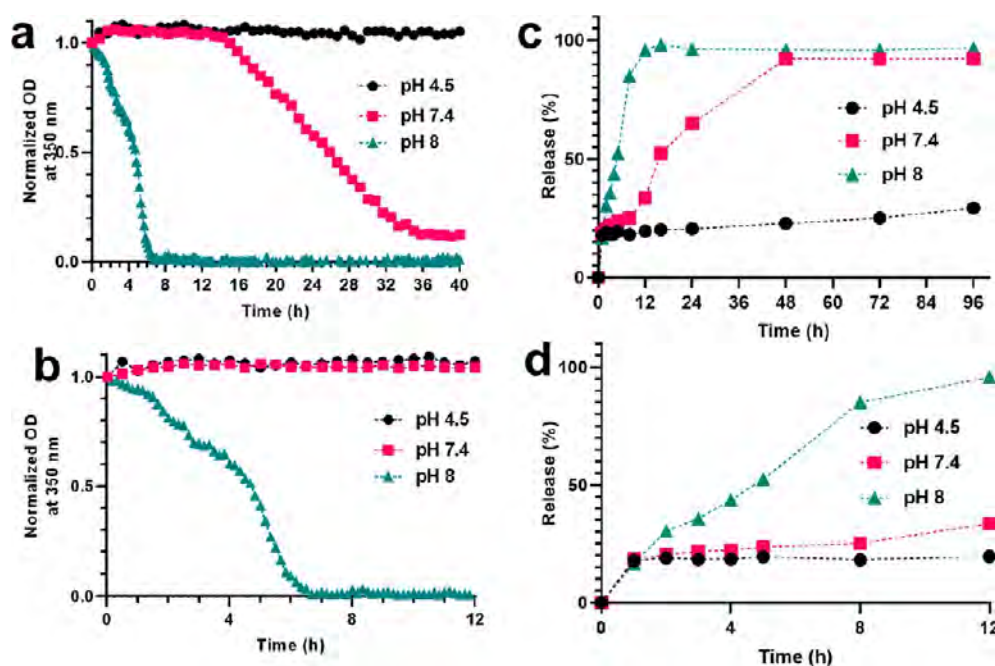 a
1.0
0.5
0.0
Normalized OD
at 350 nm
pH 4.5
pH 7.4
pH 8
0 4 8 12 16 20 24 28 32 36 40
Time (h)
c
100
50
0
Release (%)
pH 4.5
pH 7.4
pH 8
0 12 24 36 48 60 72 84 96
Time (h)
b
1.0
0.5
0.0
Normalized OD
at 350 nm
pH 4.5
pH 7.4
pH 8
0 4 8 12
Time (h)
d
100
50
0
Release (%)
pH 4.5
pH 7.4
pH 8
0 4 8 12
Time (h)